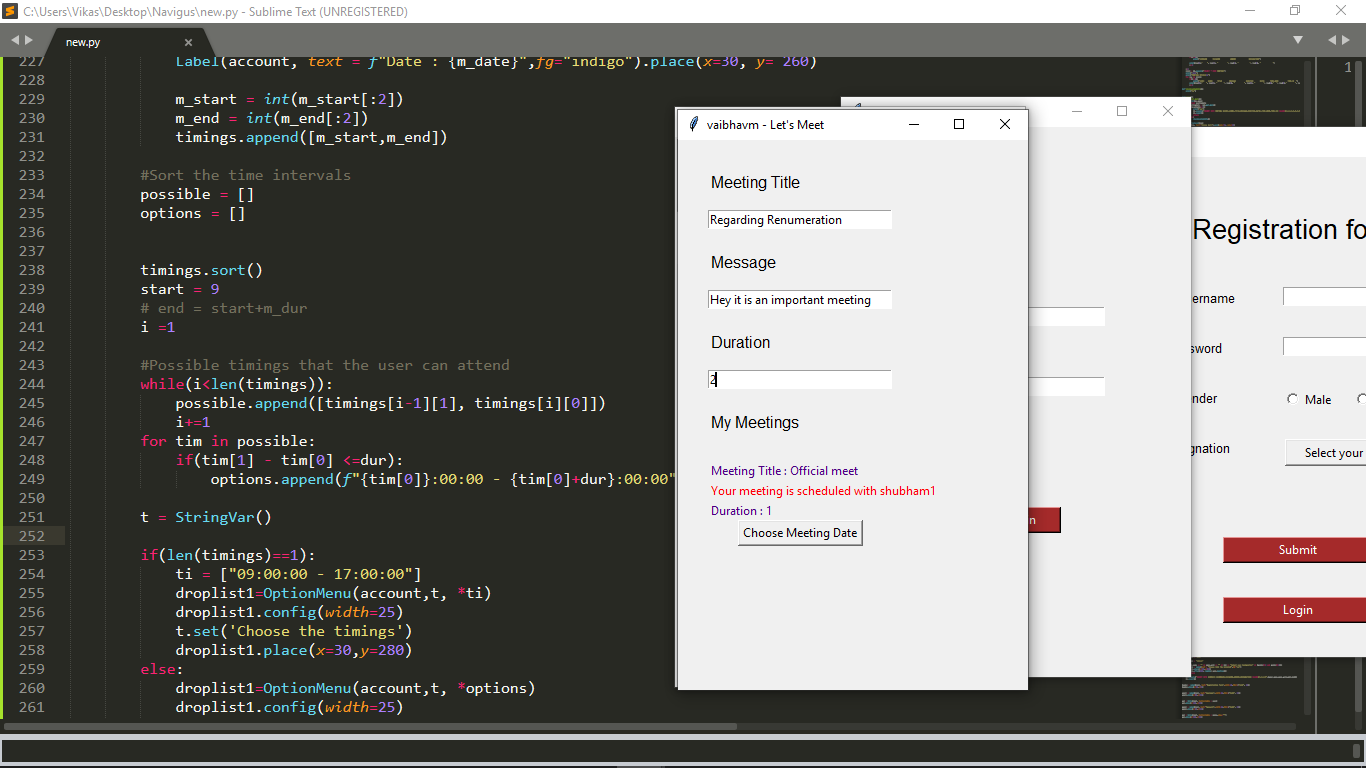 C:\Users\Vikas\Desktop\Navigus\new.py - Sublime Text (UNREGISTERED)
new.py
227 Label(account, text = f"Date : {m_date}",fg="indigo").place(x=30, y= 260)
228
229 m_start = int(m_start[:2])
230 m_end = int(m_end[:2])
231 timings.append([m_start,m_end])
232
233 #Sort the time intervals
234 possible = []
235 options = []
236
237
238 timings.sort()
239 start = 9
240 # end = start+m_dur
241 i =1
242
243 #Possible timings that the user can attend
244 while(i<len(timings)):
245 possible.append([timings[i-1][1], timings[i][0]])
246 i+=1
247 for tim in possible:
248 if(tim[1] - tim[0] <=dur):
249 options.append(f"{tim[0]}:00:00 - {tim[0]+dur}:00:00"
250
251 t = StringVar()
252
253 if(len(timings)==1):
254 ti = ["09:00:00 - 17:00:00"]
255 droplist1=OptionMenu(account,t, *ti)
256 droplist1.config(width=25)
257 t.set('Choose the timings')
258 droplist1.place(x=30,y=280)
259 else:
260 droplist1=OptionMenu(account,t, *options)
261 droplist1.config(width=25)
vaibhavm - Let's Meet
Meeting Title
Regarding Renumeration
Message
Hey it is an important meeting
Duration
2
My Meetings
Meeting Title : Official meet
Your meeting is scheduled with shubham1
Duration : 1
Choose Meeting Date
n
Registration fo
ername
sword
nder
Male
gnation
Select your
Submit
Login
1